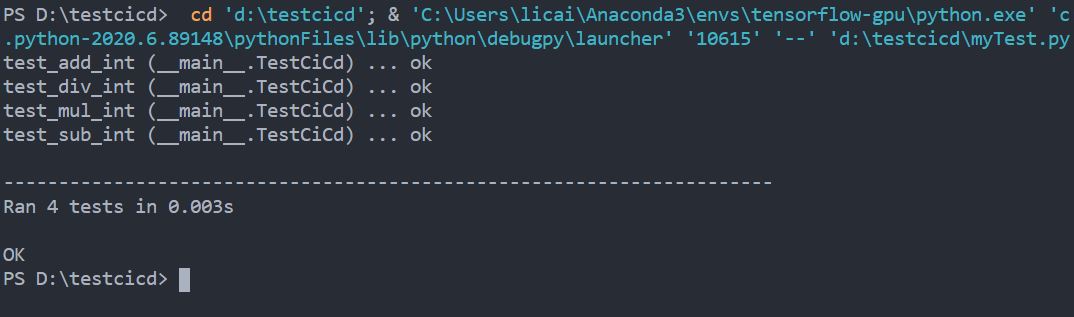 PS D:\testcicd>  cd 'd:\testcicd'; & 'C:\Users\licai\Anaconda3\envs\tensorflow-gpu\python.exe' 'c
.python-2020.6.89148\pythonFiles\lib\python\debugpy\launcher' '10615' '--' 'd:\testcicd\myTest.py
test_add_int (__main__.TestCiCd) ... ok
test_div_int (__main__.TestCiCd) ... ok
test_mul_int (__main__.TestCiCd) ... ok
test_sub_int (__main__.TestCiCd) ... ok
----------------------------------------------------------------------
Ran 4 tests in 0.003s
OK
PS D:\testcicd>